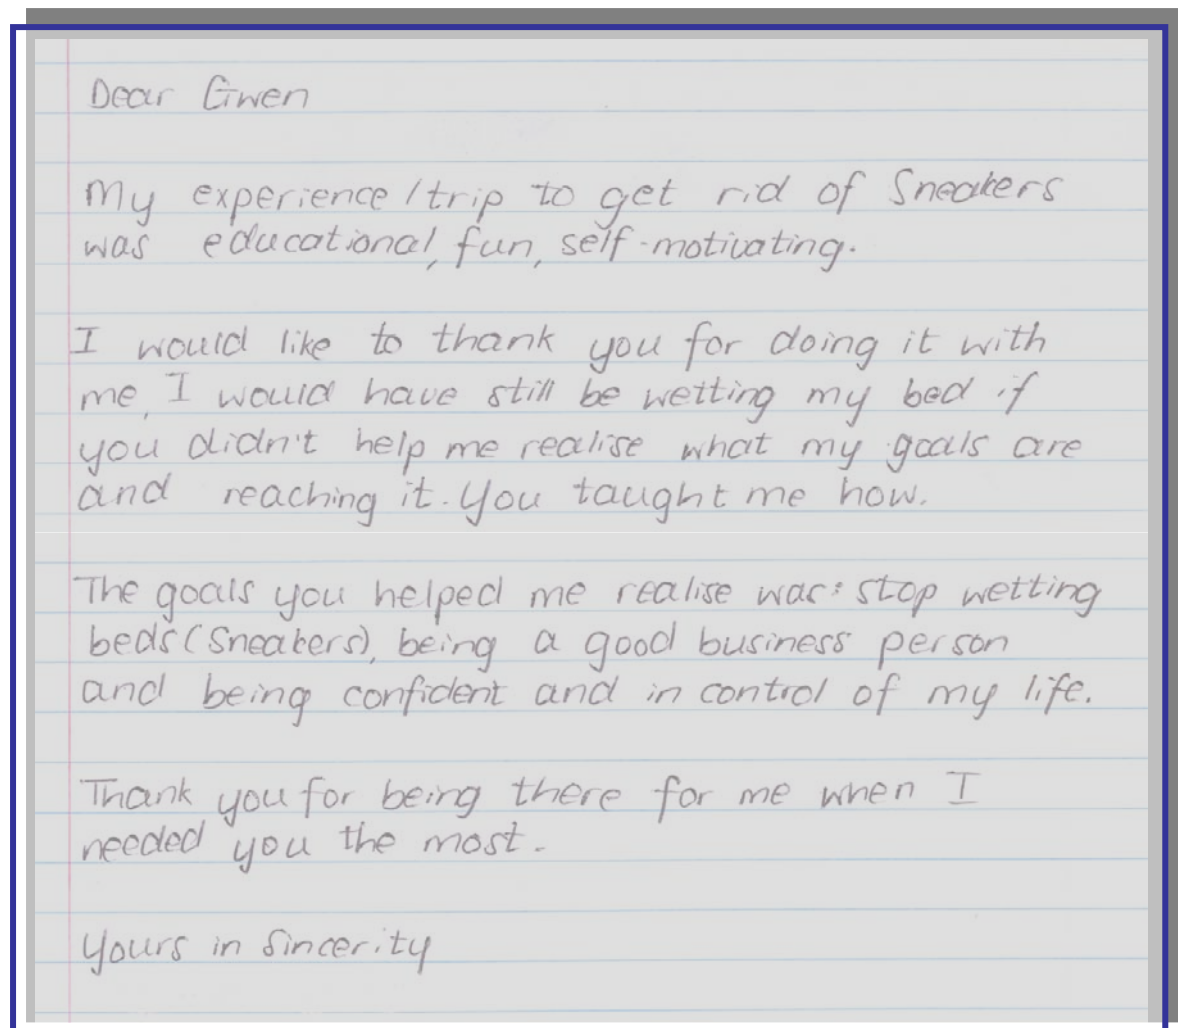 Dear Gwen
My experience/trip to get rid of Sneakers
was educational, fun, self-motivating.
I would like to thank you for doing it with
me, I would have still be wetting my bed if
you didn't help me realise what my goals are
and reaching it. You taught me how.
The goals you helped me realise was: stop wetting
beds (Sneakers), being a good business person
and being confident and in control of my life.
Thank you for being there for me when I
needed you the most.
Yours in Sincerity